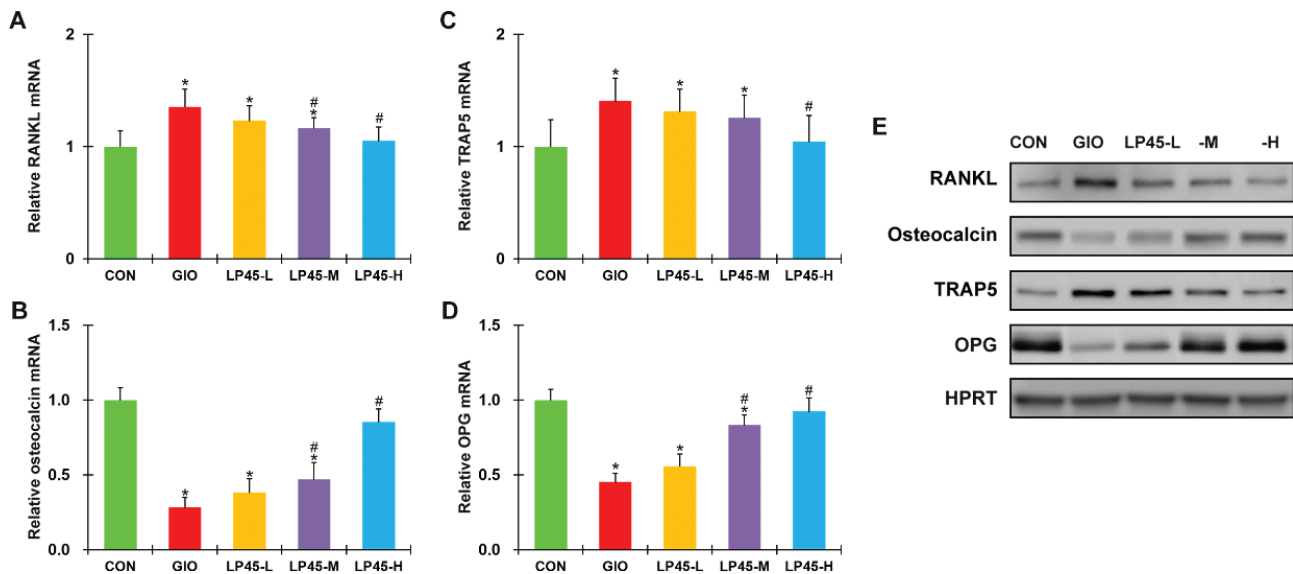 A
Relative RANKL mRNA
2
1
0
* * # * #
CON GIO LP45-L LP45-M LP45-H
C
Relative TRAP5 mRNA
2
1
0
* * * #
CON GIO LP45-L LP45-M LP45-H
B
Relative osteocalcin mRNA
1.5
1.0
0.5
0.0
* * # * #
CON GIO LP45-L LP45-M LP45-H
D
Relative OPG mRNA
1.5
1.0
0.5
0.0
* * # * #
CON GIO LP45-L LP45-M LP45-H
E
CON GIO LP45-L -M -H
RANKL
Osteocalcin
TRAP5
OPG
HPRT